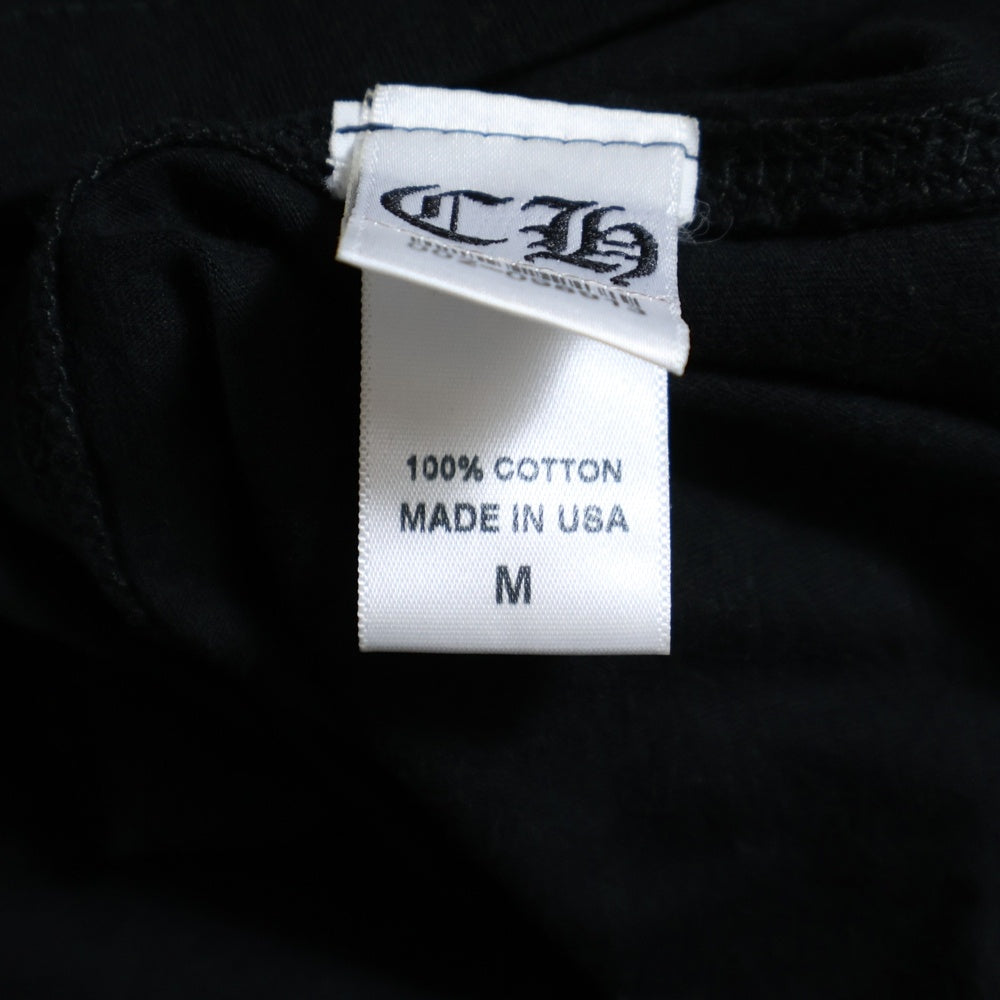 CH
100% COTTON
MADE IN USA
M